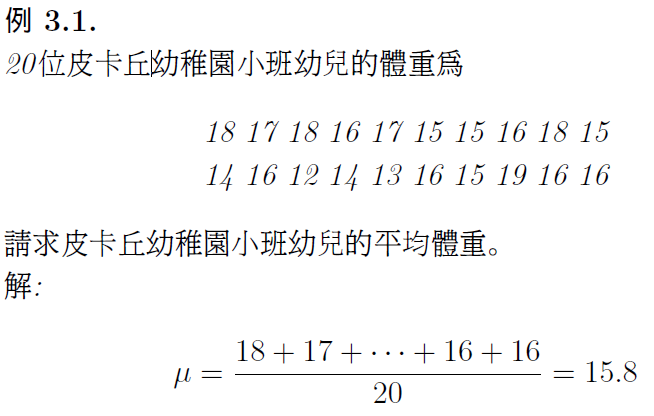 例 3.1.
20位皮卡丘幼稚園小班幼兒的體重爲
18 17 18 16 17 15 15 16 18 15
14 16 12 14 13 16 15 19 16 16
請求皮卡丘幼稚園小班幼兒的平均體重。
解:
μ = \frac{18 + 17 + ⋯ + 16 + 16}{20} = 15.8